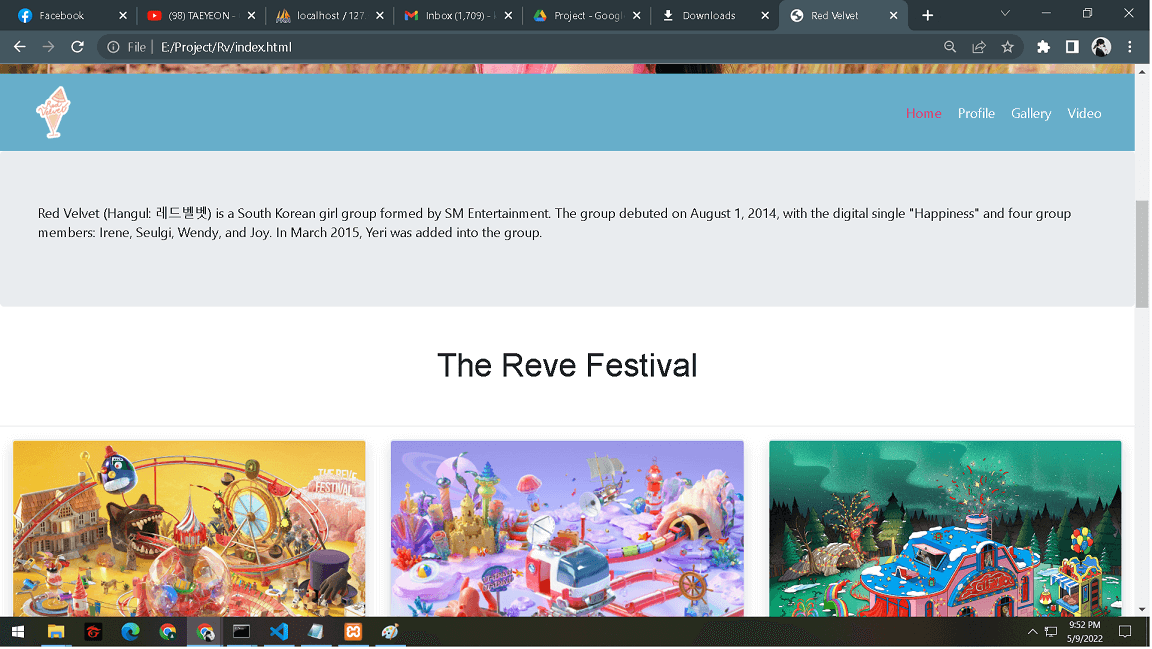 Facebook
(98) TAEYEON -
localhost / 127.
Inbox (1,709) -
Project - Googl
Downloads
Red Velvet
File
E:/Project/Rv/index.html
Red Velvet
Home
Profile
Gallery
Video
Red Velvet (Hangul: 레드벨벳) is a South Korean girl group formed by SM Entertainment. The group debuted on August 1, 2014, with the digital single "Happiness" and four group
members: Irene, Seulgi, Wendy, and Joy. In March 2015, Yeri was added into the group.
The Reve Festival
THE REVE
FESTIVAL
9:52 PM
5/9/2022